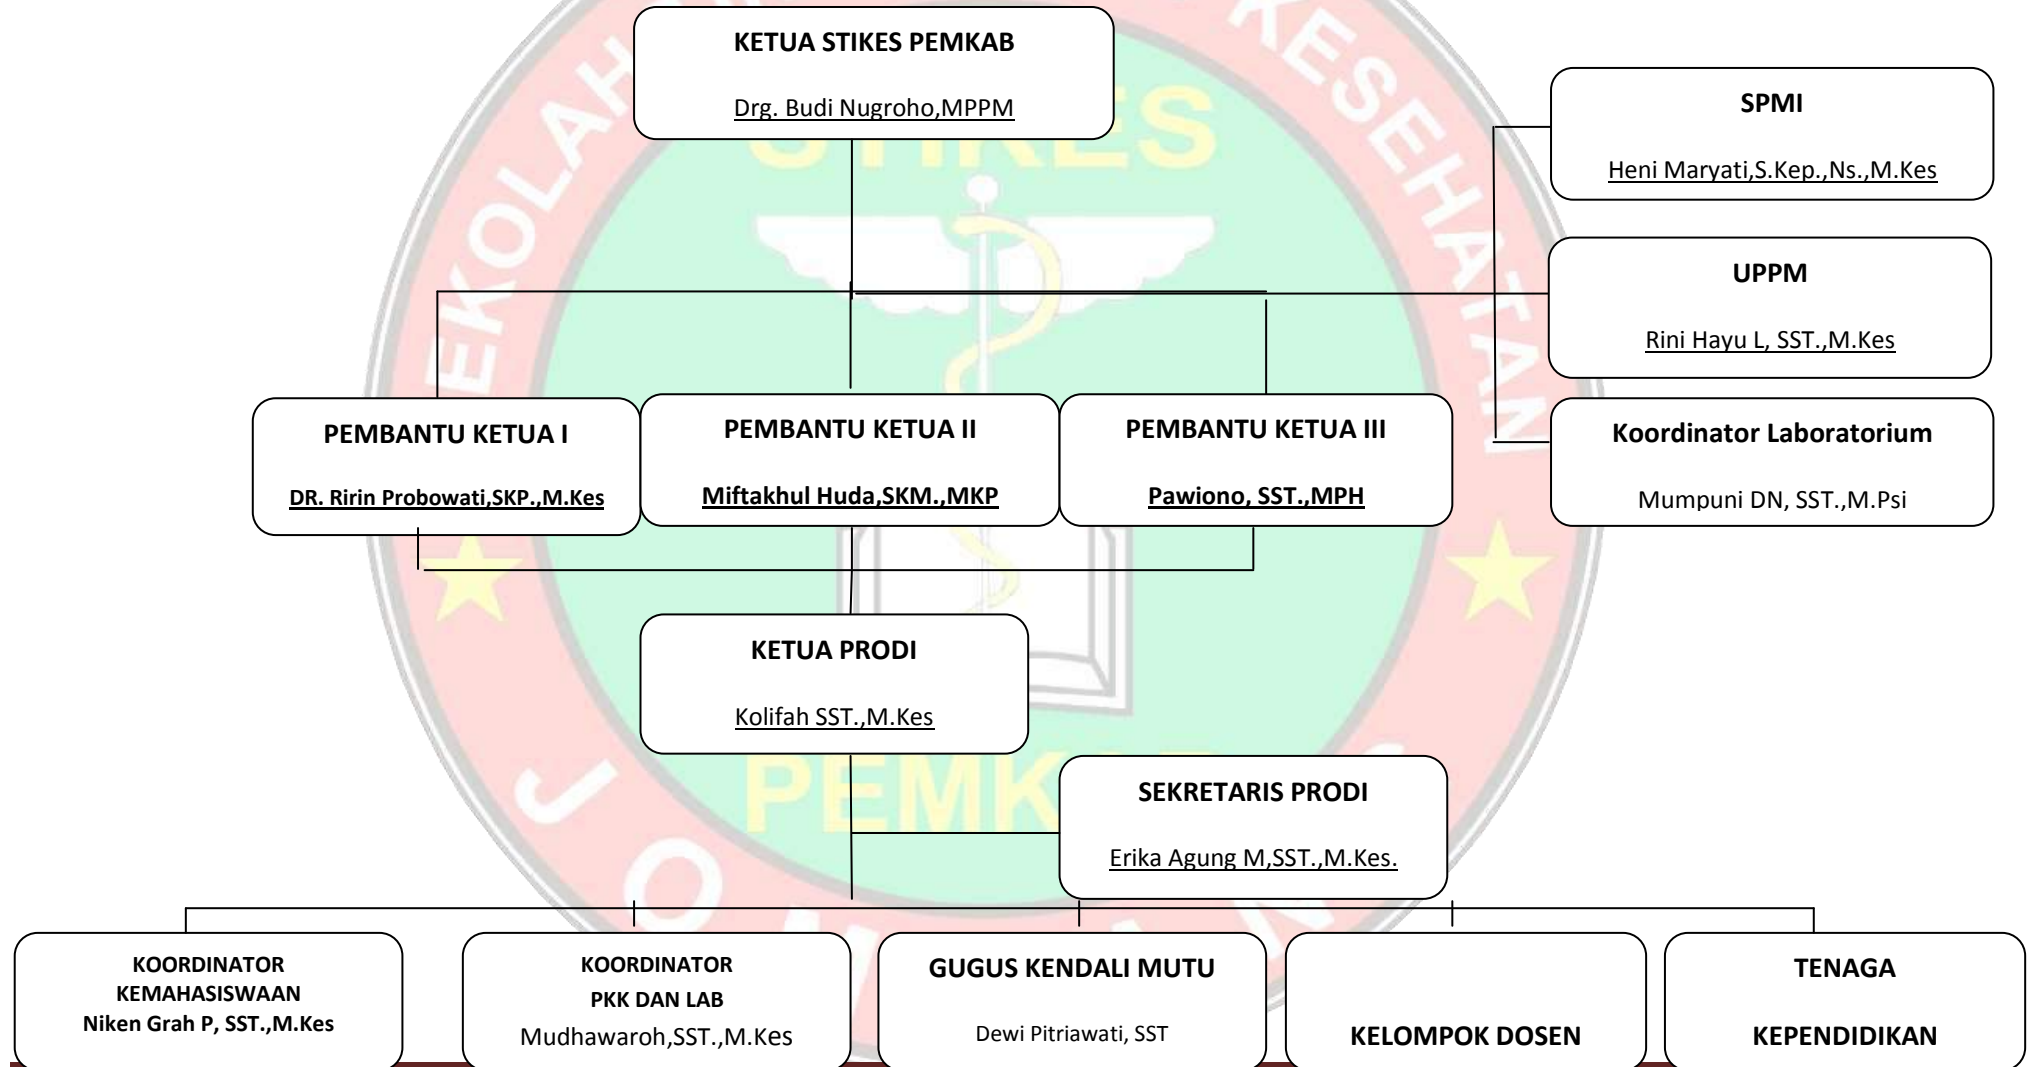 KETUA STIKES PEMKAB
Drg. Budi Nugroho,MPPM
SPMI
Heni Maryati,S.Kep.,Ns.,M.Kes
UPPM
Rini Hayu L, SST.,M.Kes
PEMBANTU KETUA I
DR. Ririn Probowati,SKP.,M.Kes
PEMBANTU KETUA II
Miftakhul Huda,SKM.,MKP
PEMBANTU KETUA III
Pawiono, SST.,MPH
Koordinator Laboratorium
Mumpuni DN, SST.,M.Psi
KETUA PRODI
Kolifah SST.,M.Kes
SEKRETARIS PRODI
Erika Agung M,SST.,M.Kes.
KOORDINATOR
KEMAHASISWAAN
Niken Grah P, SST.,M.Kes
KOORDINATOR
PKK DAN LAB
Mudhawaroh,SST.,M.Kes
GUGUS KENDALI MUTU
Dewi Pitriawati, SST
KELOMPOK DOSEN
TENAGA
KEPENDIDIKAN
STIKES
KESEHATAN